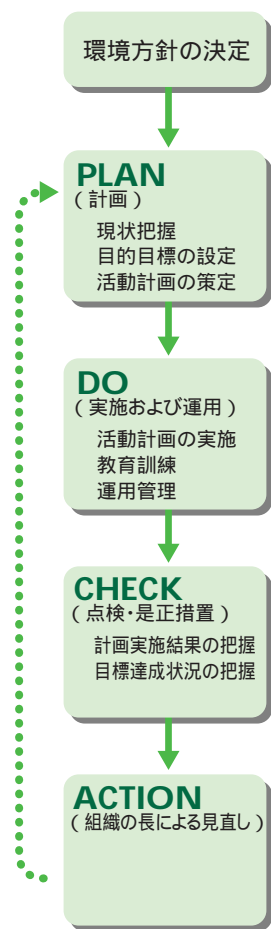 環境方針の決定
PLAN
(計画)
現状把握
目的目標の設定
活動計画の策定
DO
(実施および運用)
活動計画の実施
教育訓練
運用管理
CHECK
(点検・是正措置)
計画実施結果の把握
目標達成状況の把握
ACTION
(組織の長による見直し)